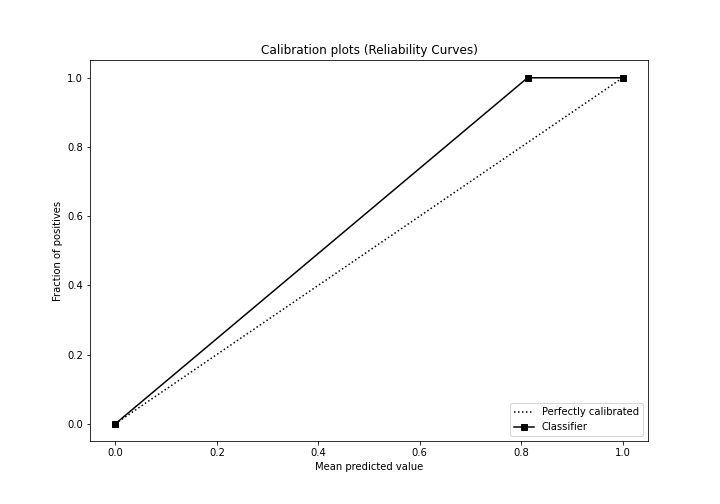 Calibration plots (Reliability Curves)
1.0
0.8
0.6
0.4
0.2
0.0
Fraction of positives
0.0 0.2 0.4 0.6 0.8 1.0
Mean predicted value
Perfectly calibrated
Classifier